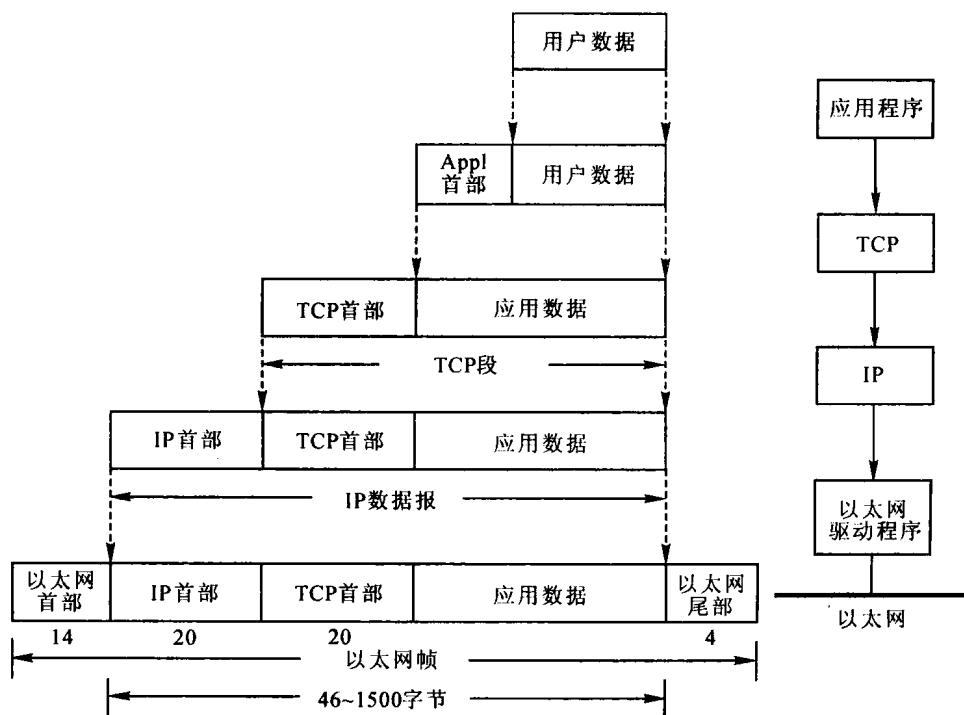 用户数据
应用程序
Appl
首部
用户数据
TCP
TCP首部
应用数据
TCP段
IP
IP首部
TCP首部
应用数据
IP数据报
以太网
驱动程序
以太网
首部
IP首部
TCP首部
应用数据
以太网
尾部
以太网
14
20
20
4
以太网帧
46~1500字节